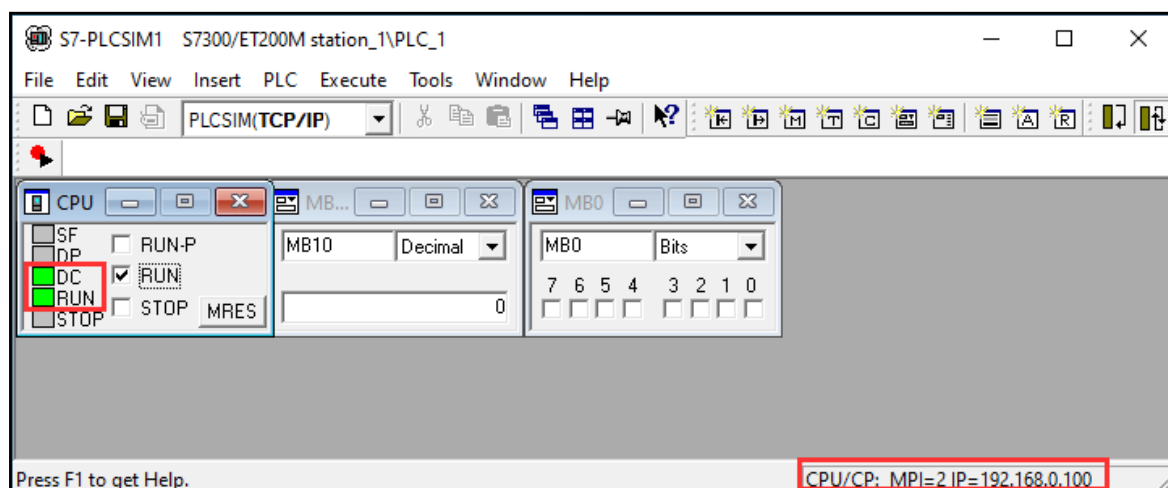 S7-PLCSIM1 S7300/ET200M station_1\PLC_1
File Edit View Insert PLC Execute Tools Window Help
PLCSIM(TCP/IP)
CPU
MB...
MB0
SF
DP
DC
RUN
STOP
RUN-P
RUN
STOP
MRES
MB10 Decimal
0
MB0 Bits
7 6 5 4 3 2 1 0
Press F1 to get Help.
CPU/CP: MPI=2 IP=192.168.0.100